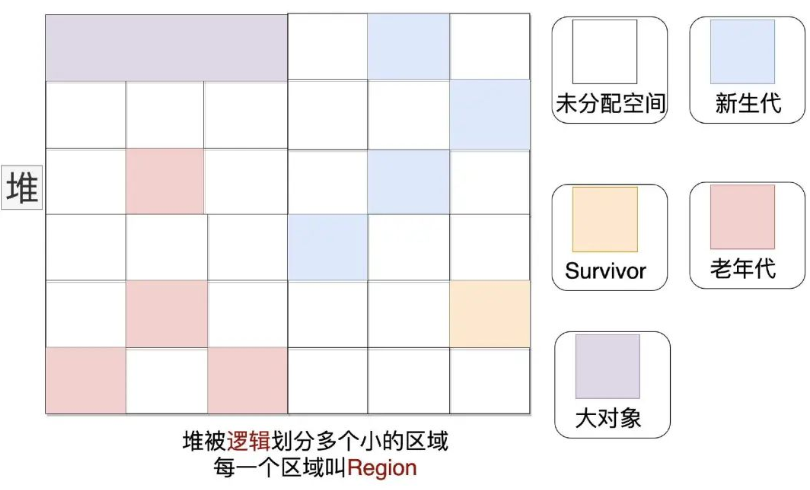 堆
未分配空间
新生代
Survivor
老年代
大对象
堆被逻辑划分多个小的区域
每一个区域叫Region